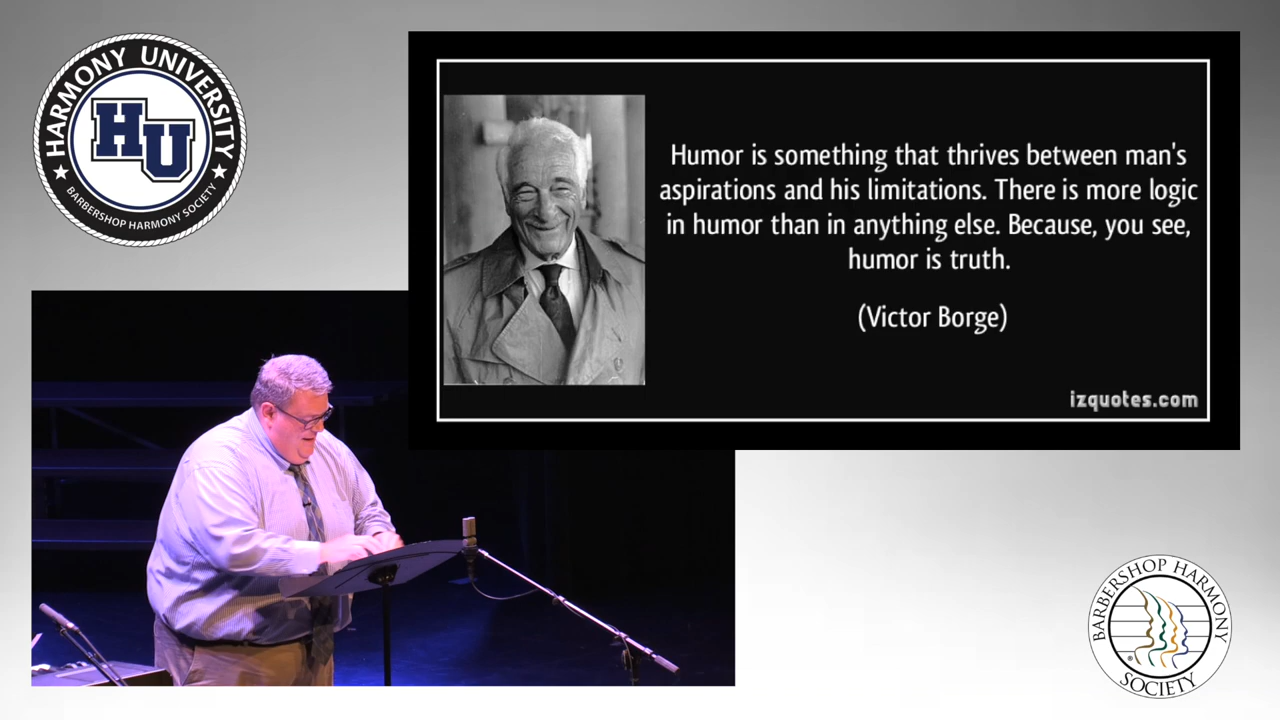 HARMONY UNIVERSITY
HU
BARBERSHOP HARMONY SOCIETY
Humor is something that thrives between man's
aspirations and his limitations. There is more logic
in humor than in anything else. Because, you see,
humor is truth.
(Victor Borge)
izquotes.com
BARBERSHOP HARMONY
SOCIETY
®